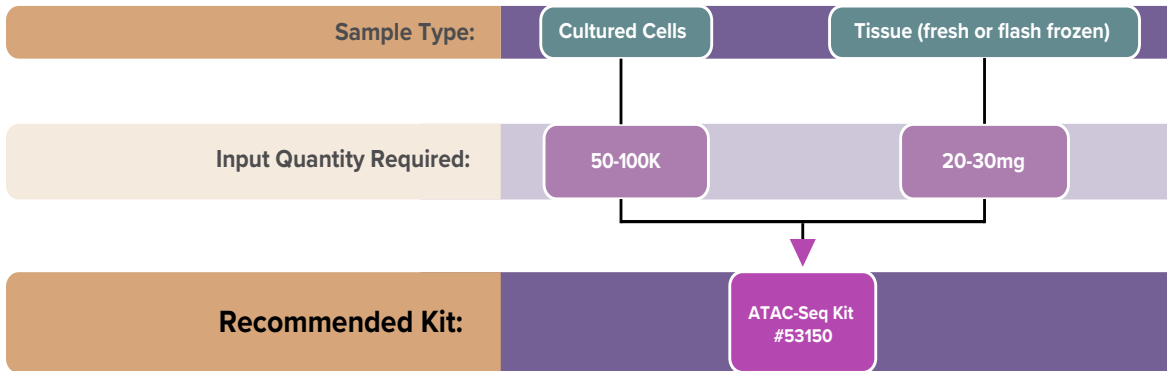 Sample Type:
Cultured Cells
Tissue (fresh or flash frozen)
Input Quantity Required:
50-100K
20-30mg
Recommended Kit:
ATAC-Seq Kit
#53150